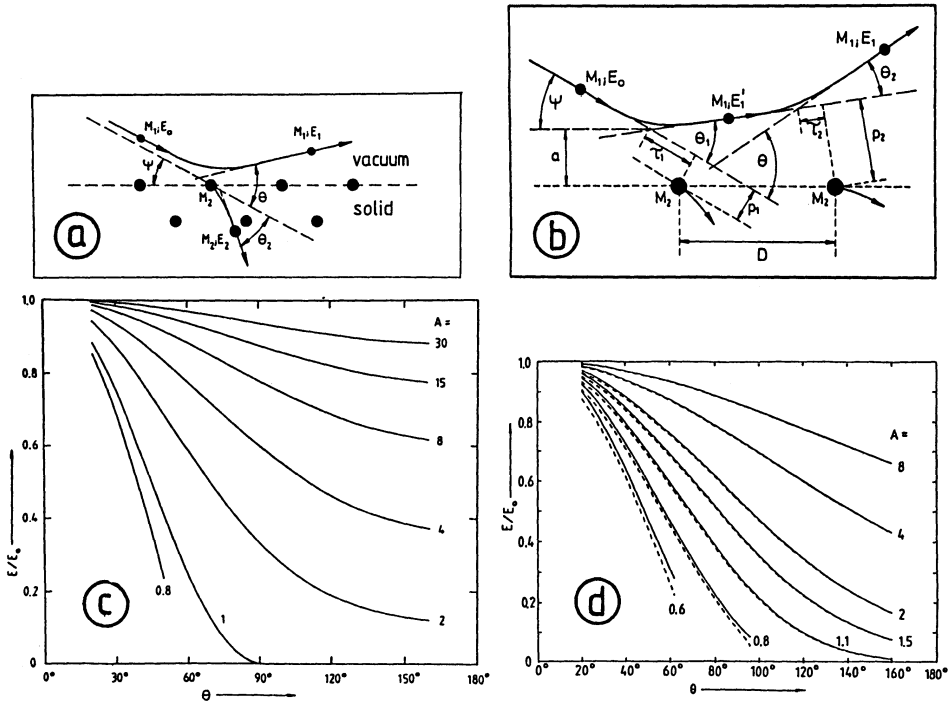 M₁,E₀
M₁,E₁
ψ
vacuum
M₂
θ
solid
M₂,E₂
θ₂
a
M₁,E₁
M₁,E₀
M₁,E₁'
θ₂
ψ
θ₁
τ₂
p₂
a
τ₁
θ
M₂
p₁
M₂
D
b
1,0
0.8
0.6
0.4
0.2
0
E/E₀
A =
30
15
8
4
2
1
0.8
c
0°
30°
60°
90°
120°
150°
180°
θ
1,0
0.8
0.6
0.4
0.2
0
E/E₀
A =
8
4
2
1.5
1.1
0.8
0.6
d
0°
20°
40°
60°
80°
100°
120°
140°
160°
180°
θ